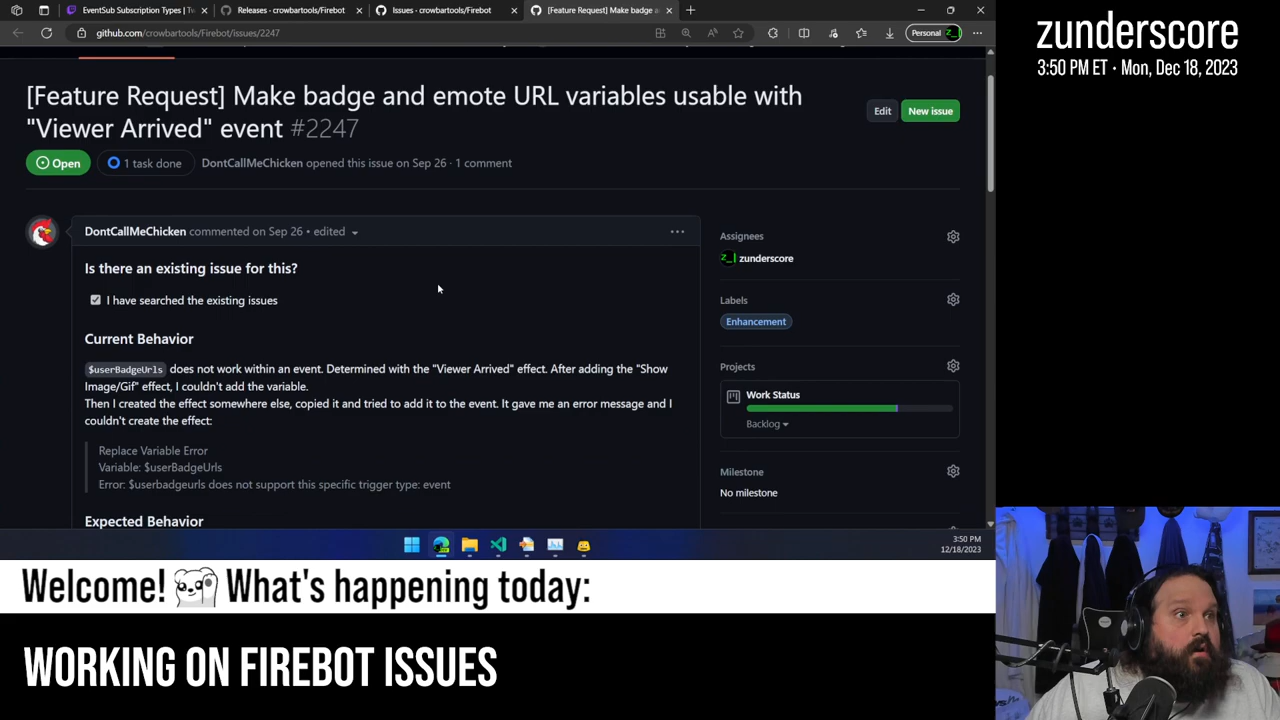 EventSub Subscription Types | Tw
Releases - crowbartools/Firebot
Issues - crowbartools/Firebot
[Feature Request] Make badge a
github.com/crowbartools/Firebot/issues/2247
Personal
[Feature Request] Make badge and emote URL variables usable with
"Viewer Arrived" event #2247
Edit
New issue
Open
1 task done
DontCallMeChicken opened this issue on Sep 26 · 1 comment
DontCallMeChicken commented on Sep 26 • edited
Is there an existing issue for this?
I have searched the existing issues
Current Behavior
$userBadgeUrls does not work within an event. Determined with the "Viewer Arrived" effect. After adding the "Show
Image/Gif" effect, I couldn't add the variable.
Then I created the effect somewhere else, copied it and tried to add it to the event. It gave me an error message and I
couldn't create the effect:
Replace Variable Error
Variable: $userBadgeUrls
Error: $userbadgeurls does not support this specific trigger type: event
Expected Behavior
Assignees
zunderscore
Labels
Enhancement
Projects
Work Status
Backlog
Milestone
No milestone
3:50 PM
12/18/2023
zunderscore
3:50 PM ET • Mon, Dec 18, 2023
Welcome! What's happening today:
WORKING ON FIREBOT ISSUES